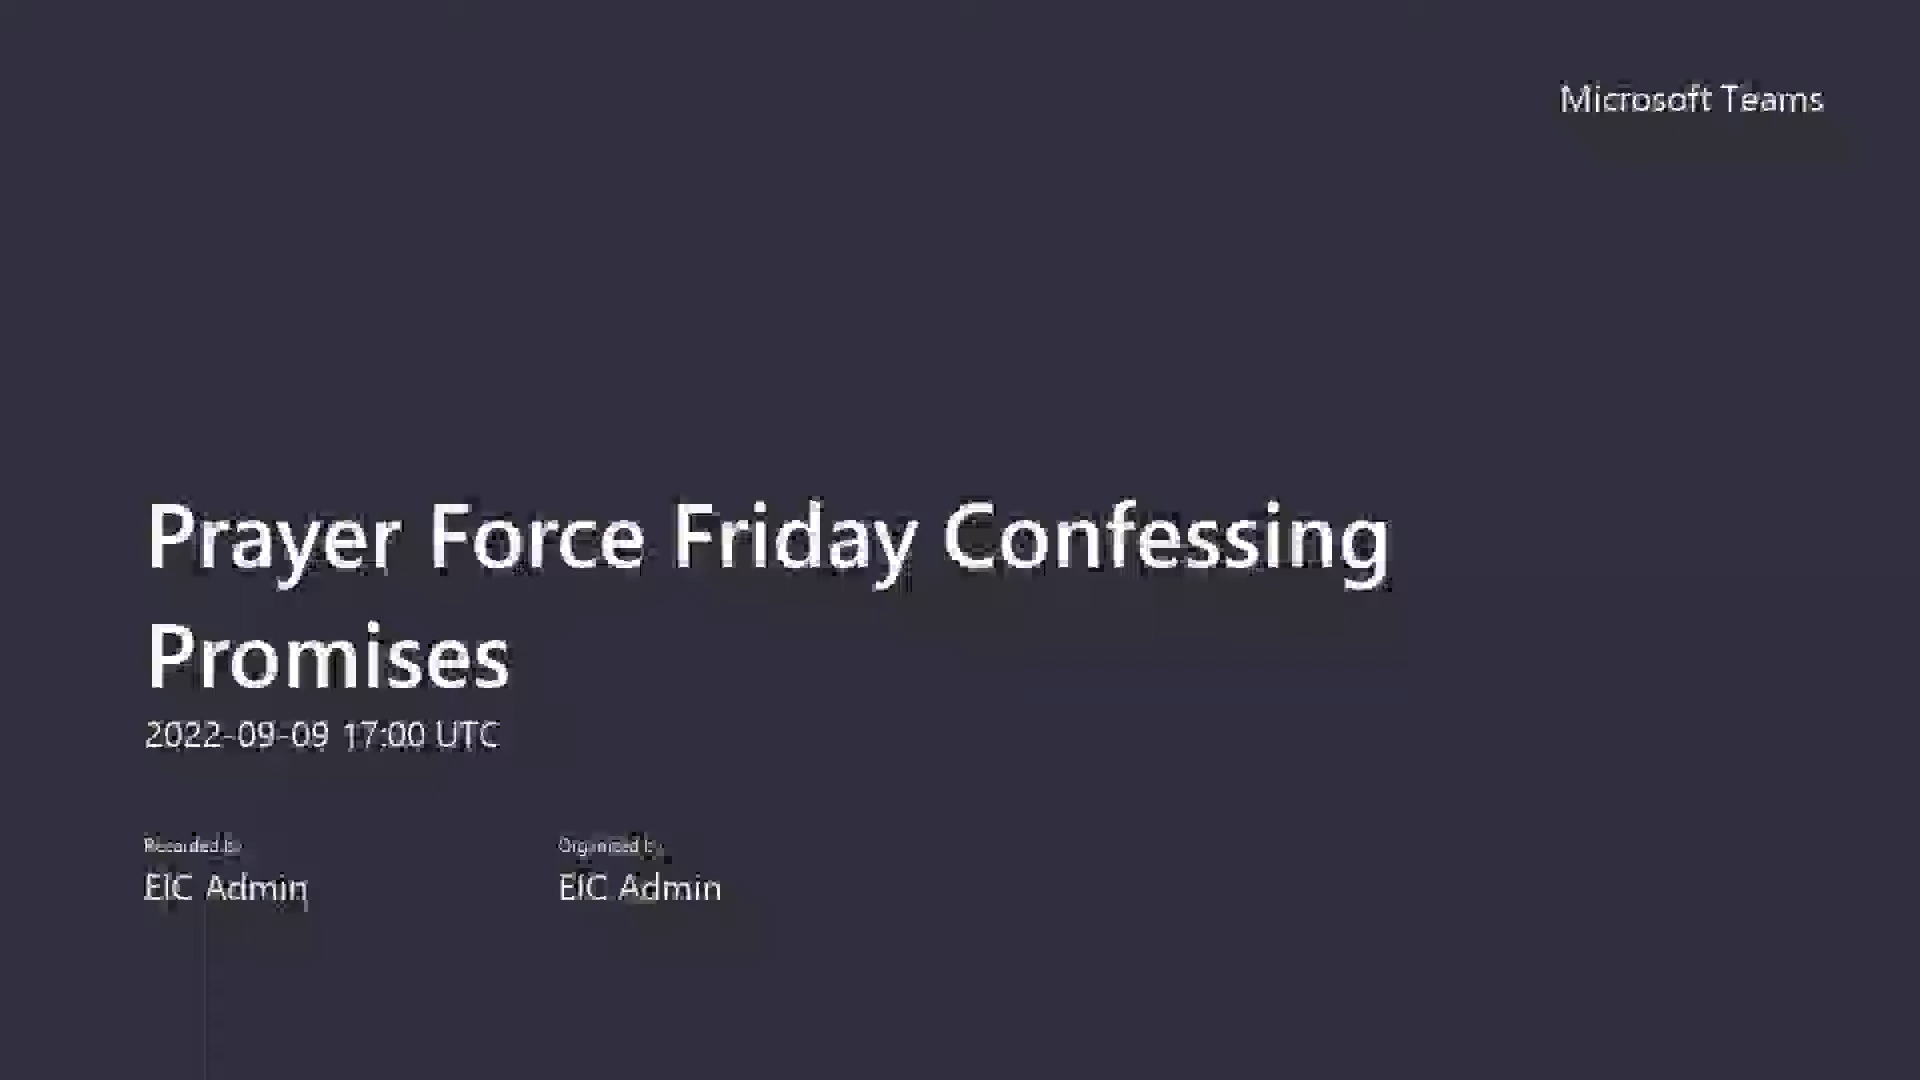 Microsoft Teams
Prayer Force Friday Confessing
Promises
2022-09-09 17:00 UTC
Recorded by
Organized by
EIC Admin
EIC Admin